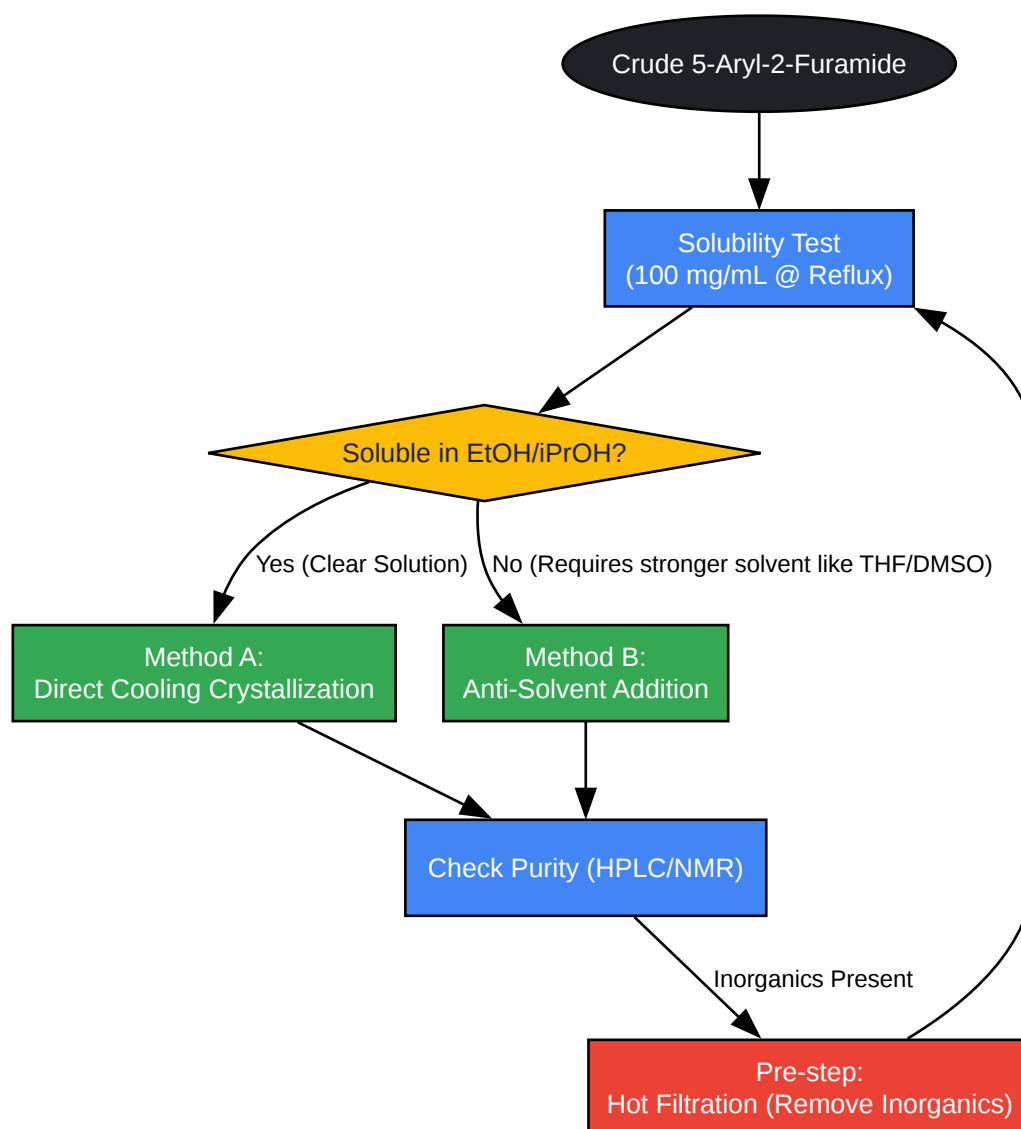 Crude 5-Aryl-2-Furamide
Solubility Test
(100 mg/mL @ Reflux)
Soluble in EtOH/iPrOH?
Yes (Clear Solution)
No (Requires stronger solvent like THF/DMSO)
Method A:
Direct Cooling Crystallization
Method B:
Anti-Solvent Addition
Check Purity (HPLC/NMR)
Inorganics Present
Pre-step:
Hot Filtration (Remove Inorganics)